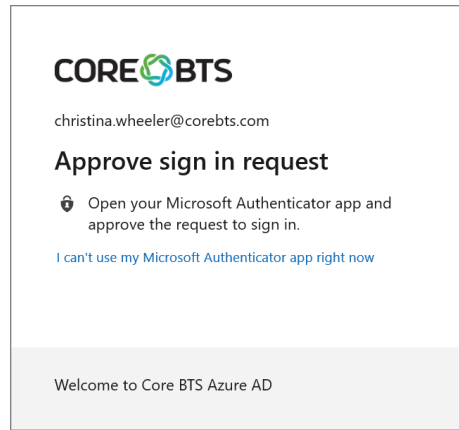 CORE BTS
christina.wheeler@corebts.com
Approve sign in request
Open your Microsoft Authenticator app and
approve the request to sign in.
I can't use my Microsoft Authenticator app right now
Welcome to Core BTS Azure AD